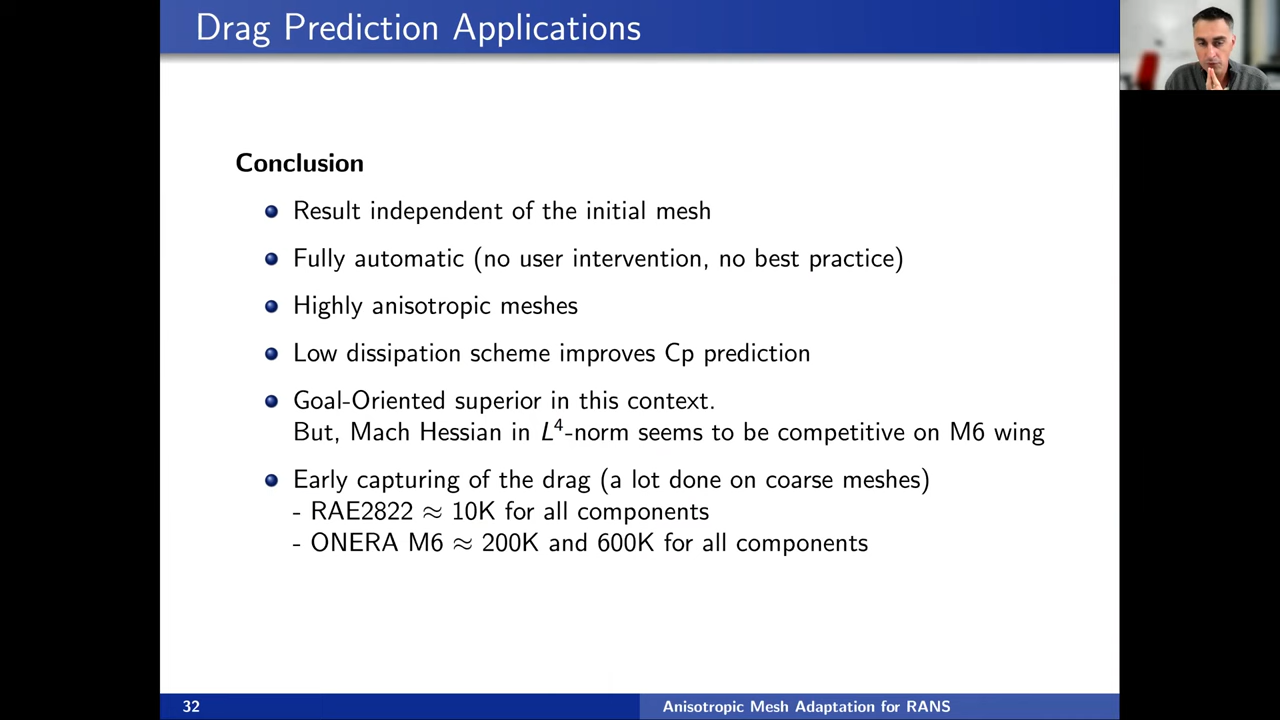 Drag Prediction Applications
Conclusion
Result independent of the initial mesh
Fully automatic (no user intervention, no best practice)
Highly anisotropic meshes
Low dissipation scheme improves Cp prediction
Goal-Oriented superior in this context.
But, Mach Hessian in L⁴-norm seems to be competitive on M6 wing
Early capturing of the drag (a lot done on coarse meshes)
- RAE2822 ≈ 10K for all components
- ONERA M6 ≈ 200K and 600K for all components
32
Anisotropic Mesh Adaptation for RANS